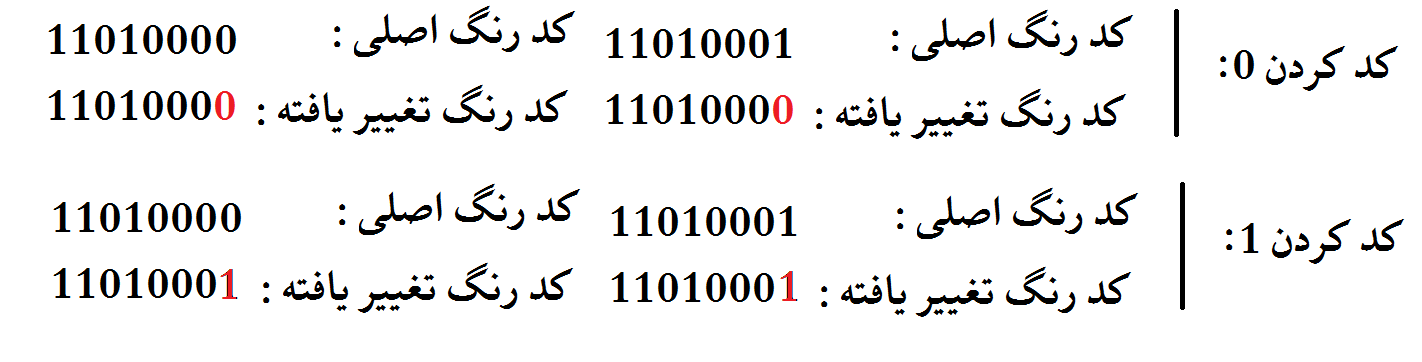 کد کردن 0:
کد رنگ اصلی : 11010001 کد رنگ اصلی : 11010000
کد رنگ تغییر یافته : 11010000 کد رنگ تغییر یافته : 11010000
کد کردن 1:
کد رنگ اصلی : 11010001 کد رنگ اصلی : 11010000
کد رنگ تغییر یافته : 11010001 کد رنگ تغییر یافته : 11010001